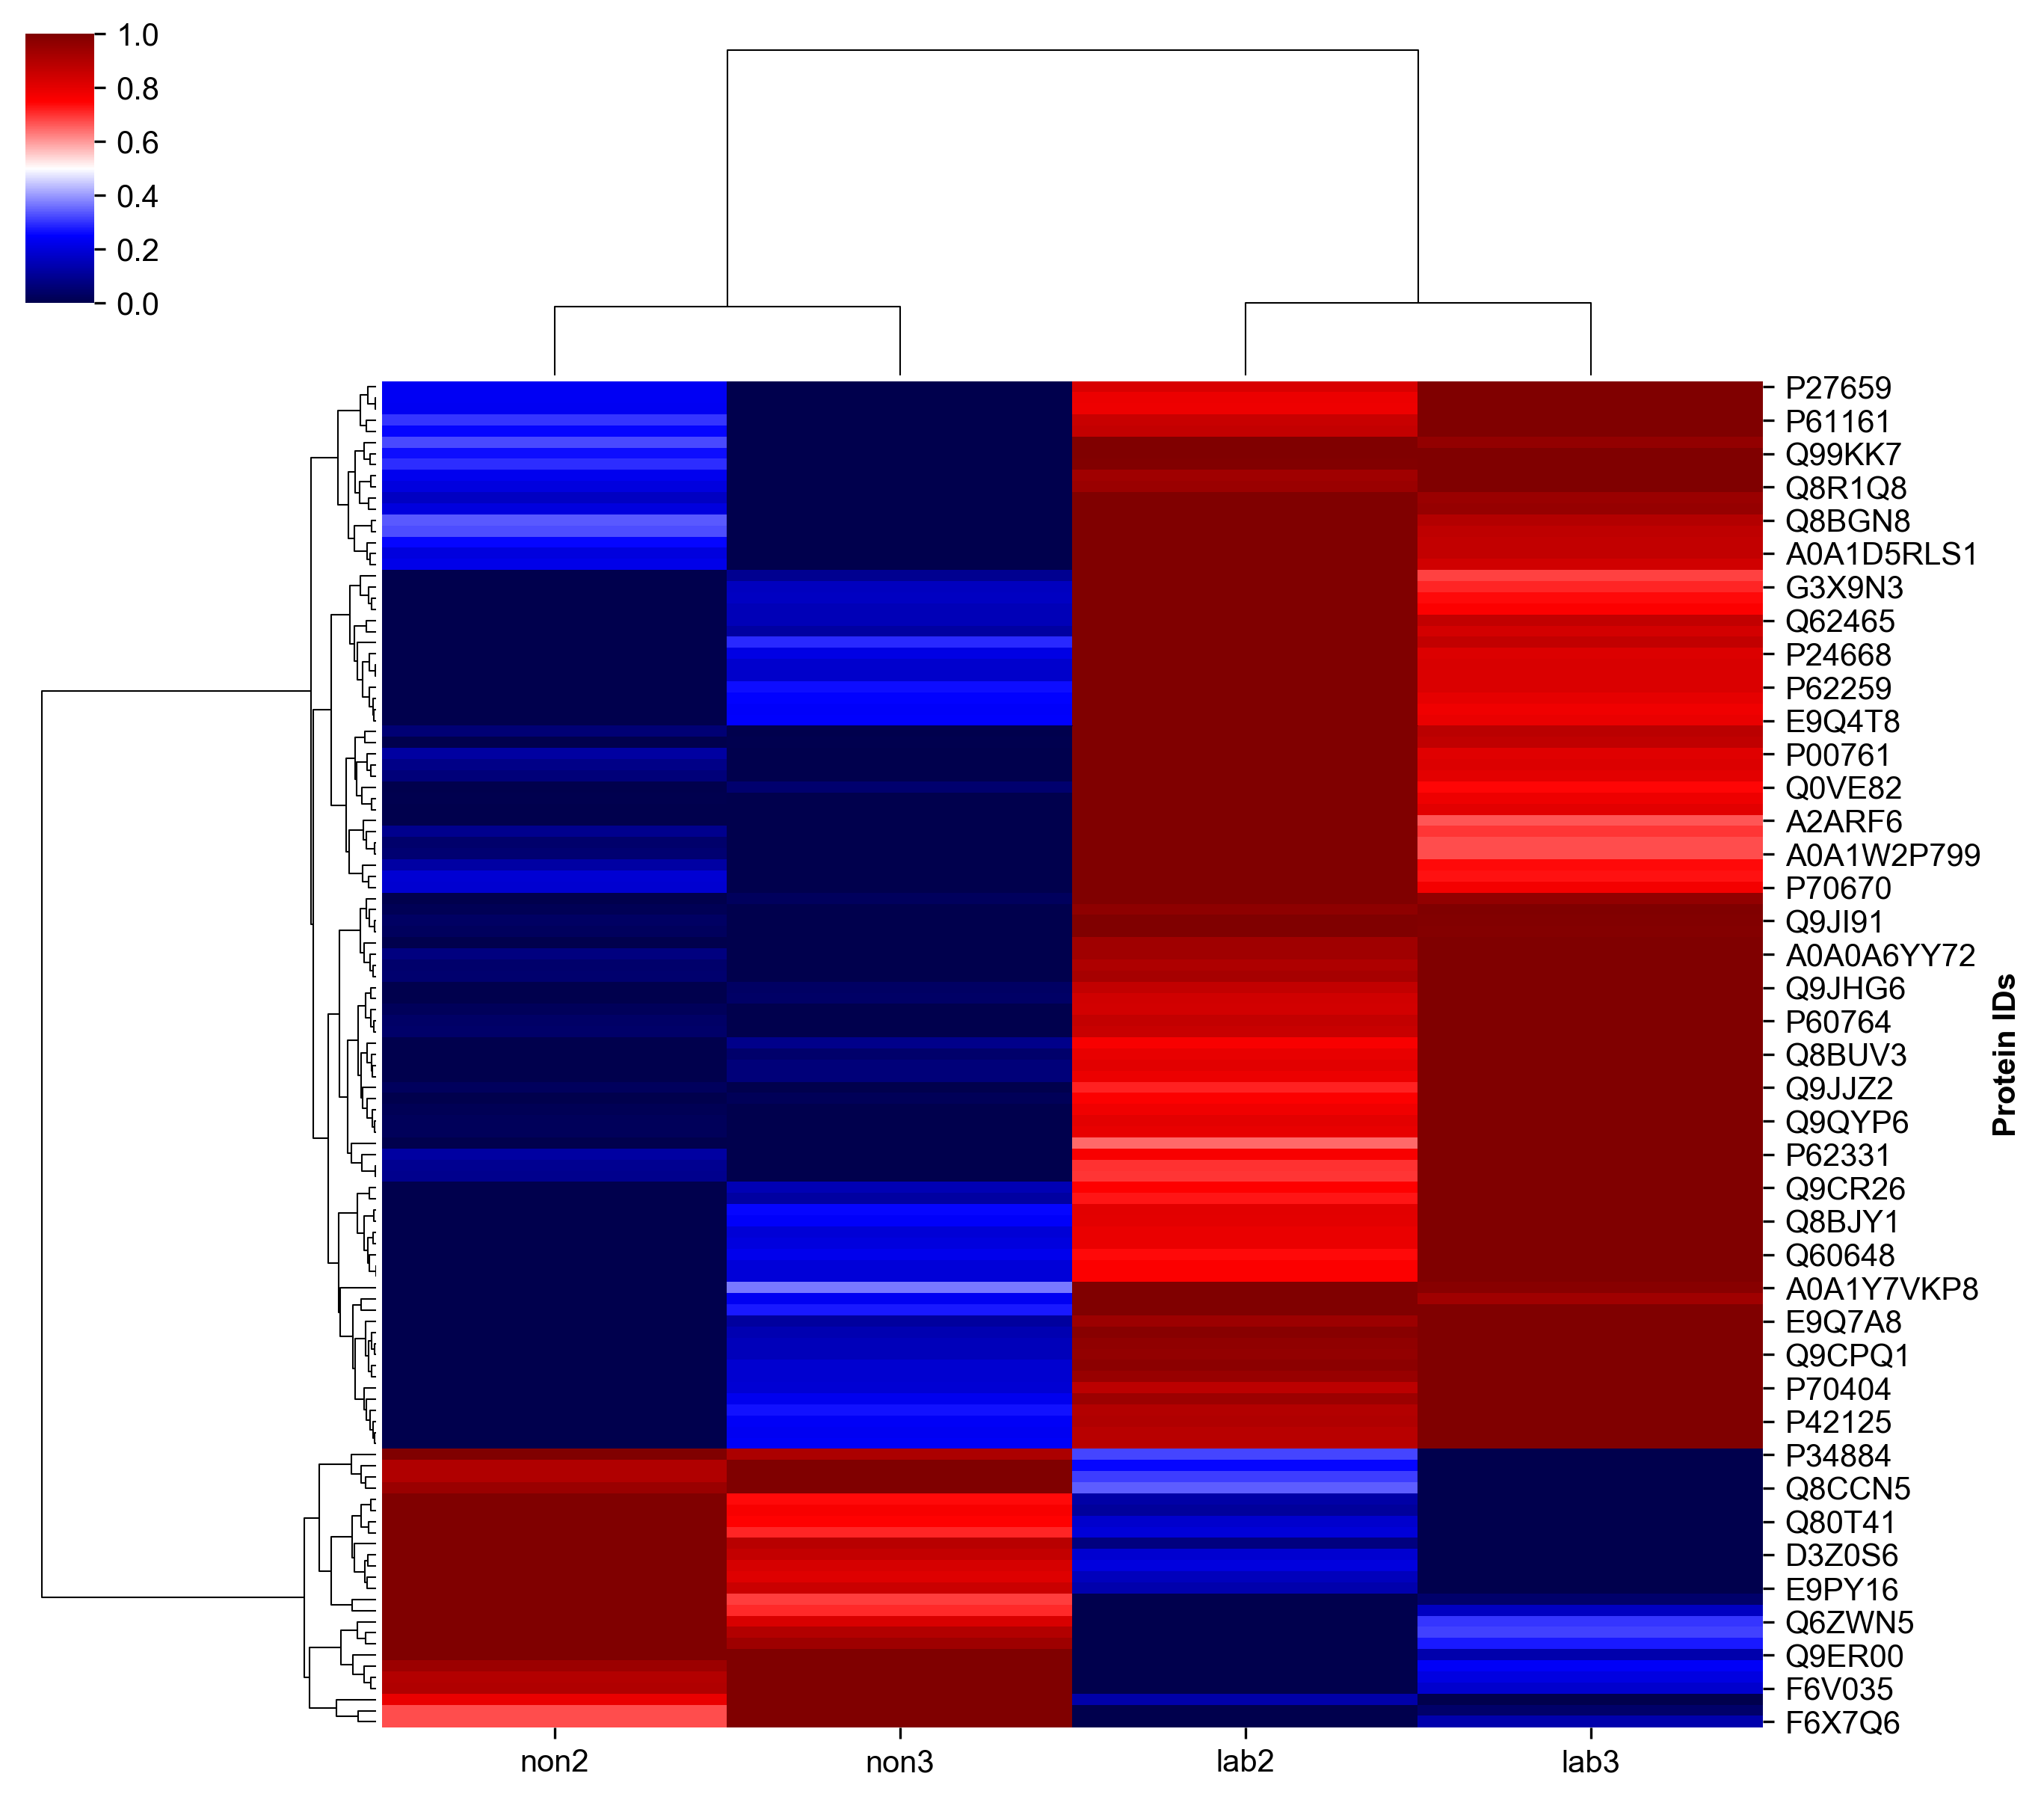 1.0
0.8
0.6
0.4
0.2
0.0
P27659
P61161
Q99KK7
Q8R1Q8
Q8BGN8
A0A1D5RLS1
G3X9N3
Q62465
P24668
P62259
E9Q4T8
P00761
Q0VE82
A2ARF6
A0A1W2P799
P70670
Q9JI91
A0A0A6YY72
Q9JHG6
P60764
Q8BUV3
Q9JJZ2
Q9QYP6
P62331
Q9CR26
Q8BJY1
Q60648
A0A1Y7VKP8
E9Q7A8
Q9CPQ1
P70404
P42125
P34884
Q8CCN5
Q80T41
D3Z0S6
E9PY16
Q6ZWN5
Q9ER00
F6V035
F6X7Q6
Protein IDs
non2 non3 lab2 lab3